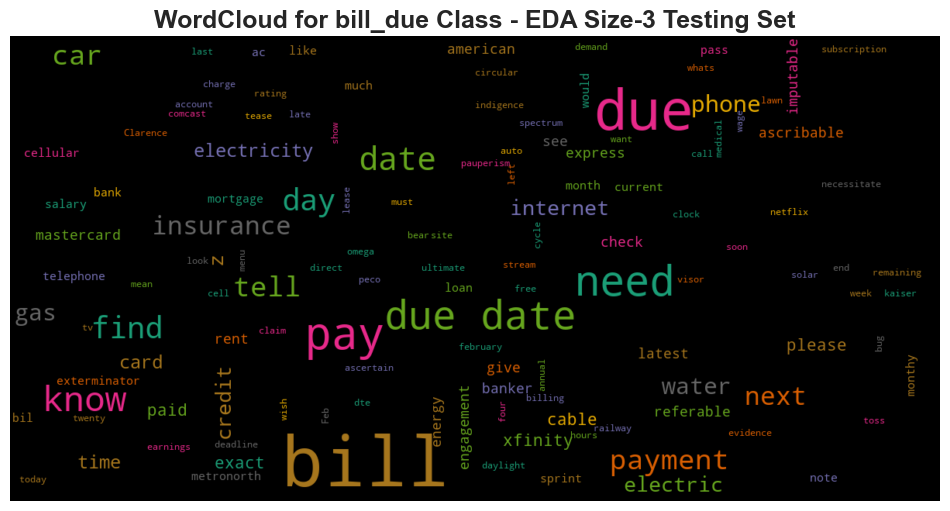 WordCloud for bill_due Class - EDA Size-3 Testing Set
car
last
ac
like
american
demand
pass
subscription
whats
imputable
circular
charge
rating
much
would
due
phone
lawn
account
comcast
tease
late
indigence
spectrum
wage
Clarence
show
want
medical
ascribable
cellular
electricity
date
see
express
call
auto
pauperism
left
bank
salary
mortgage
day
lease
must
month
current
necessitate
internet
clock
netflix
mastercard
insurance
bear
site
cycle
check
soon
omega
look
Z
menu
telephone
mean
direct
peco
ultimate
stream
need
visor
solar
end
remaining
cell
tell
loan
free
week
kaiser
gas
tv
find
claim
pay
due date
rent
february
latest
please
bug
card
ascertain
give
annual
exterminator
banker
billing
water
monthy
know
credit
wish
next
bil
twenty
paid
Feb
dte
energy
engagement
four
cable
referable
toss
railway
evidence
earnings
deadline
xfinity
hours
time
exact
bill
daylight
payment
today
metronorth
sprint
electric
note